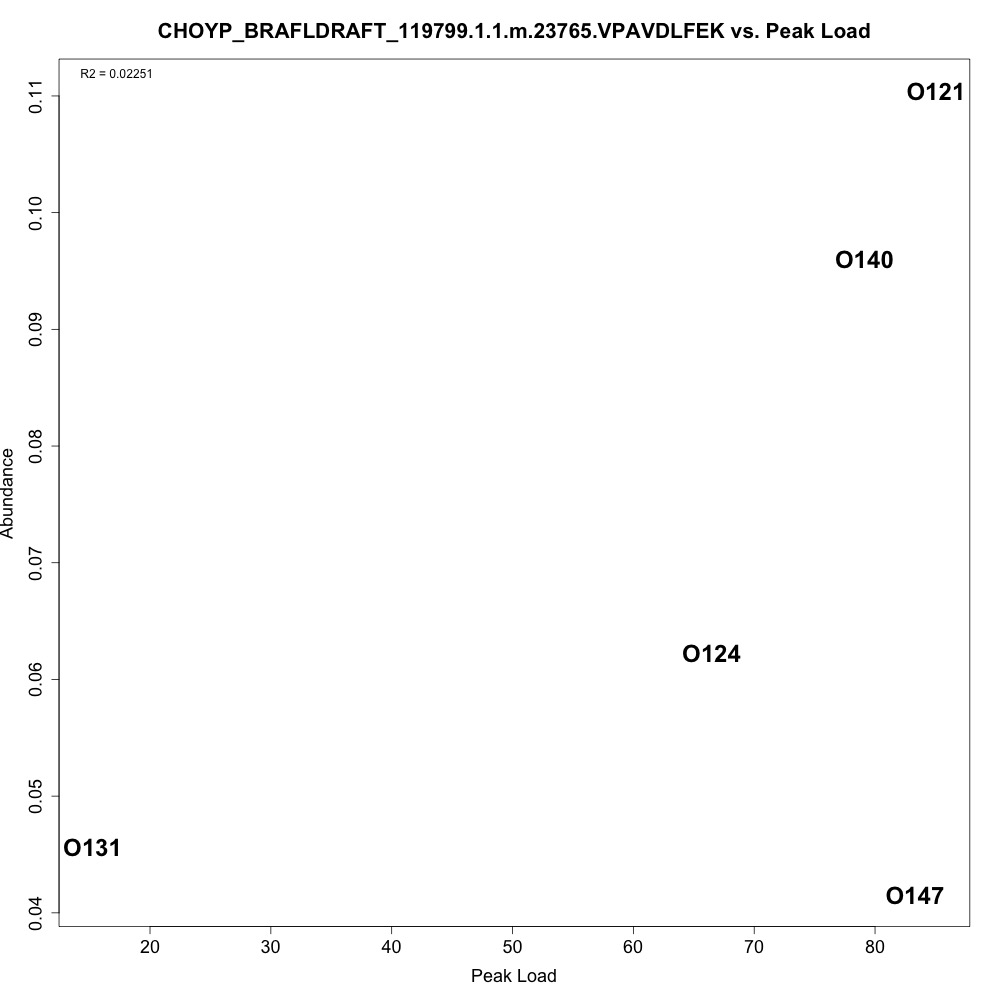 CHOYP_BRAFLDRAFT_119799.1.1.m.23765.VPAVDLFEK vs. Peak Load
R2 = 0.02251
O121
O140
O124
O131
O147
Abundance
0.11
0.10
0.09
0.08
0.07
0.06
0.05
0.04
20 30 40 50 60 70 80
Peak Load